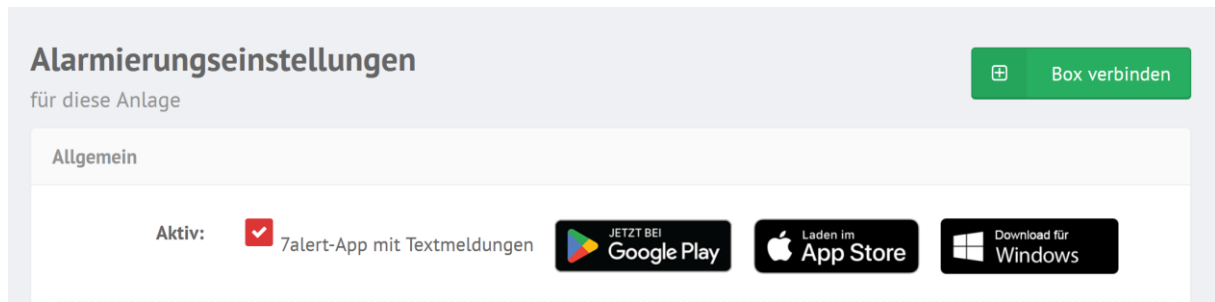 Alarmierungseinstellungen
für diese Anlage
Box verbinden
Allgemein
Aktiv:
7alert-App mit Textmeldungen
JETZT BEI
Google Play
Laden im
App Store
Download für
Windows